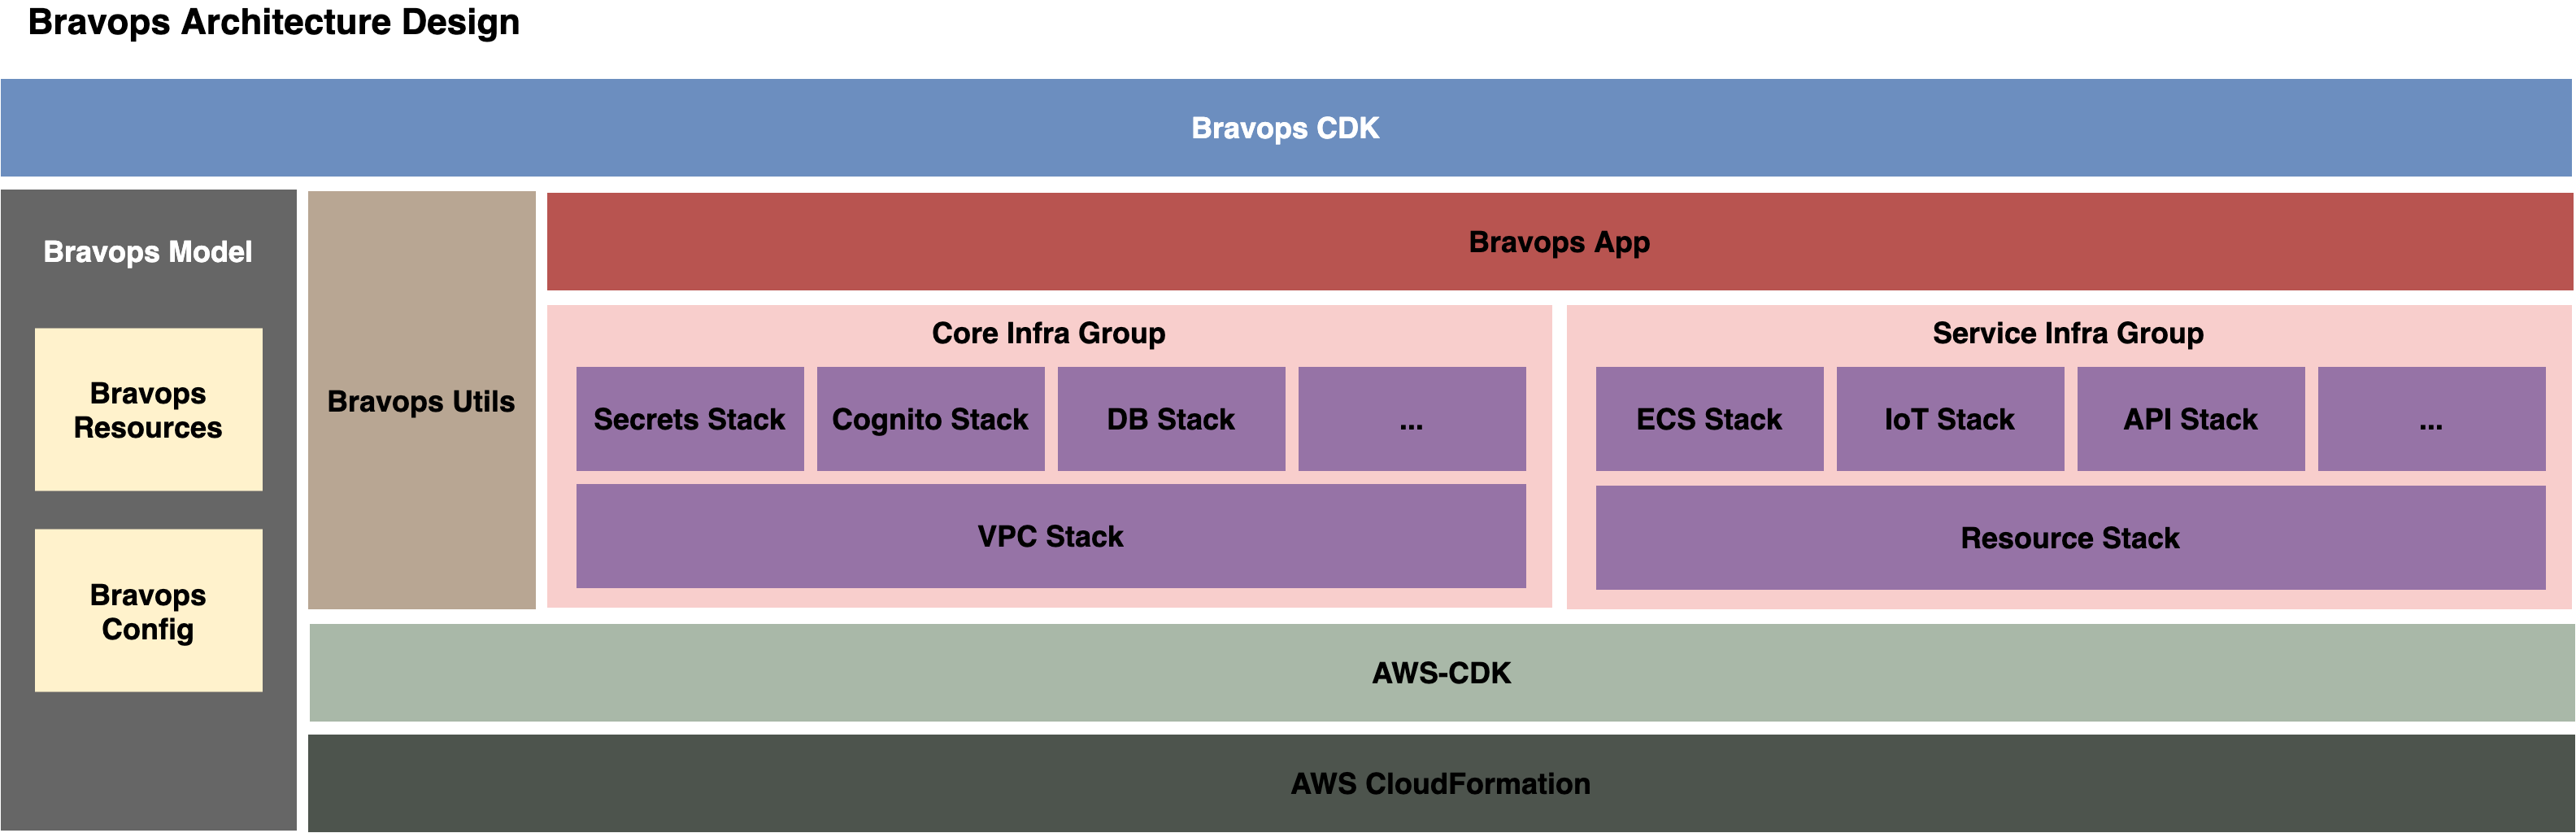 Bravops Architecture Design
Bravops CDK
Bravops Model
Bravops
Resources
Bravops
Config
Bravops Utils
Bravops App
Core Infra Group
Secrets Stack
Cognito Stack
DB Stack
...
VPC Stack
Service Infra Group
ECS Stack
IoT Stack
API Stack
...
Resource Stack
AWS-CDK
AWS CloudFormation